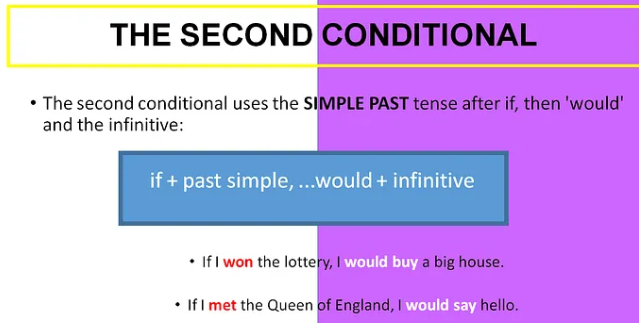 THE SECOND CONDITIONAL
• The second conditional uses the SIMPLE PAST tense after if, then 'would'
and the infinitive:
if + past simple, ...would + infinitive
• If I won the lottery, I would buy a big house.
• If I met the Queen of England, I would say hello.